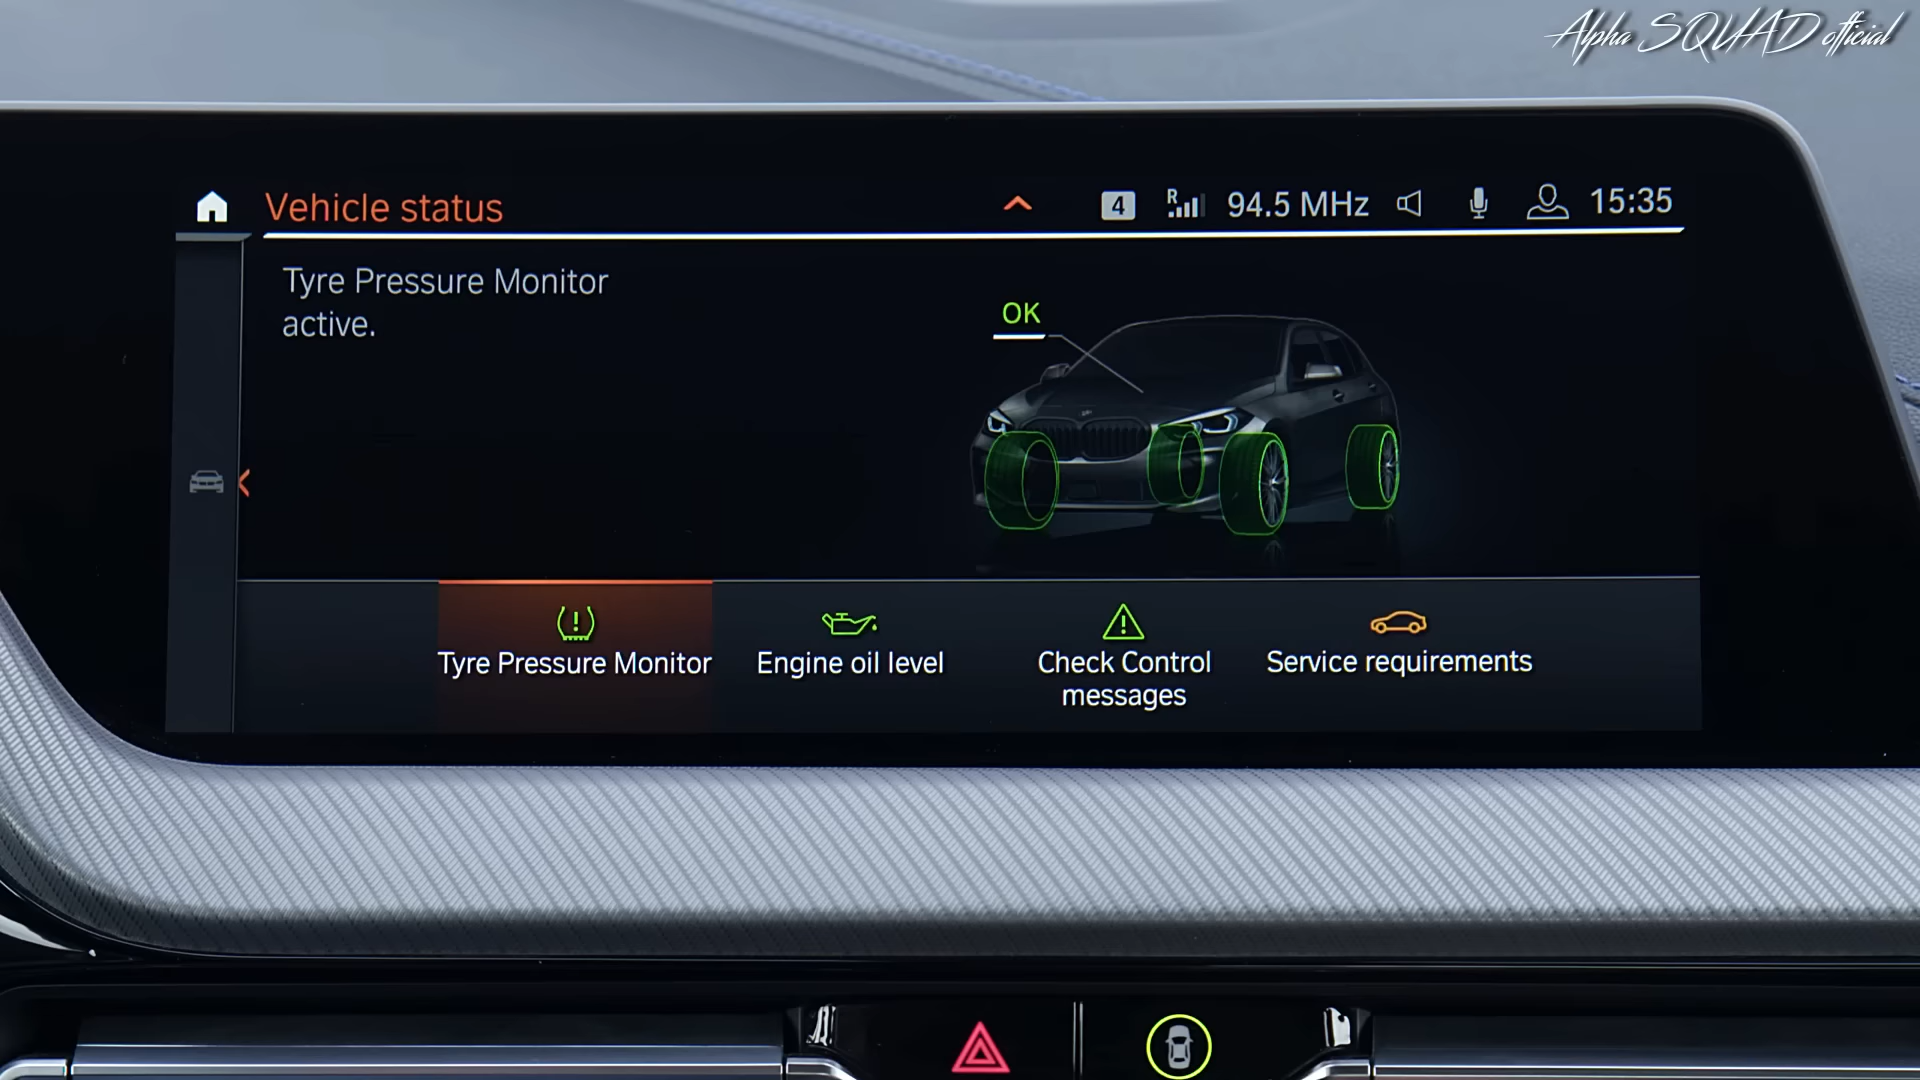 Alpha SQUAD official
Vehicle status
4
R
94.5 MHz
15:35
Tyre Pressure Monitor
active.
OK
Tyre Pressure Monitor
Engine oil level
Check Control
messages
Service requirements